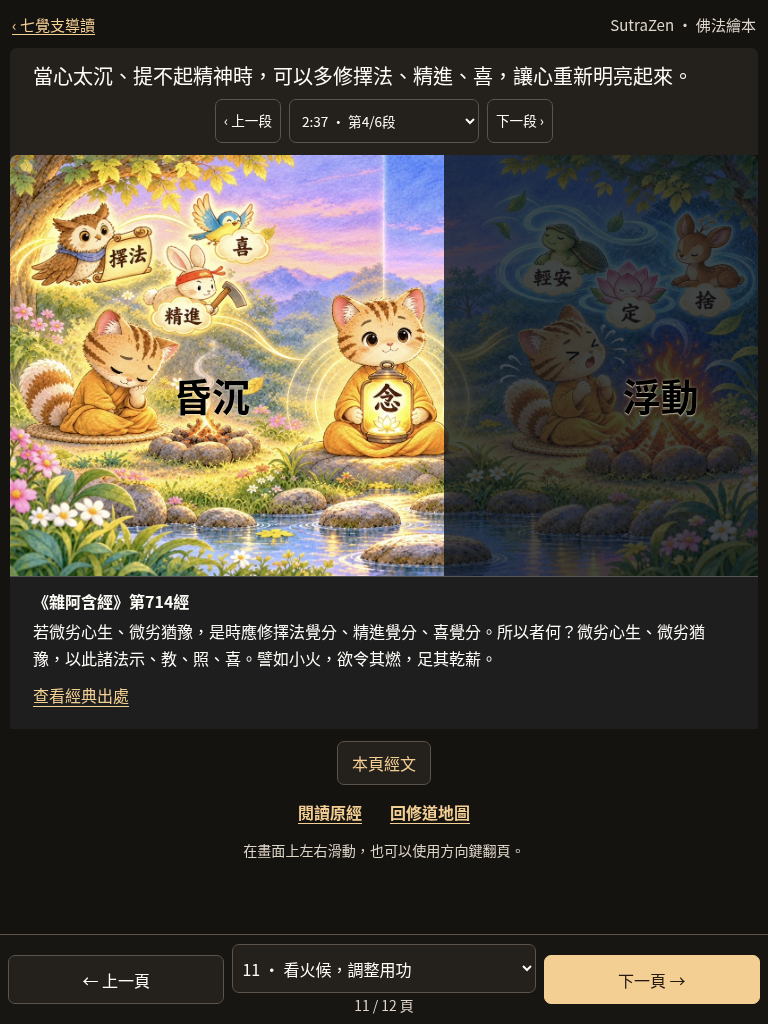 ‹ 七覺支導讀
SutraZen · 佛法繪本
當心太沉、提不起精神時，可以多修擇法、精進、喜，讓心重新明亮起來。
‹ 上一段
2:37 · 第4/6段
下一段 ›
擇法
喜
精進
昏沉
念
輕安
定
捨
浮動
《雜阿含經》第714經
若微劣心生、微劣猶豫，是時應修擇法覺分、精進覺分、喜覺分。所以者何？微劣心生、微劣猶
豫，以此諸法示、教、照、喜。譬如小火，欲令其燃，足其乾薪。
查看經典出處
本頁經文
閱讀原經
回修道地圖
在畫面上左右滑動，也可以使用方向鍵翻頁。
← 上一頁
11 · 看火候，調整用功
11 / 12 頁
下一頁 →